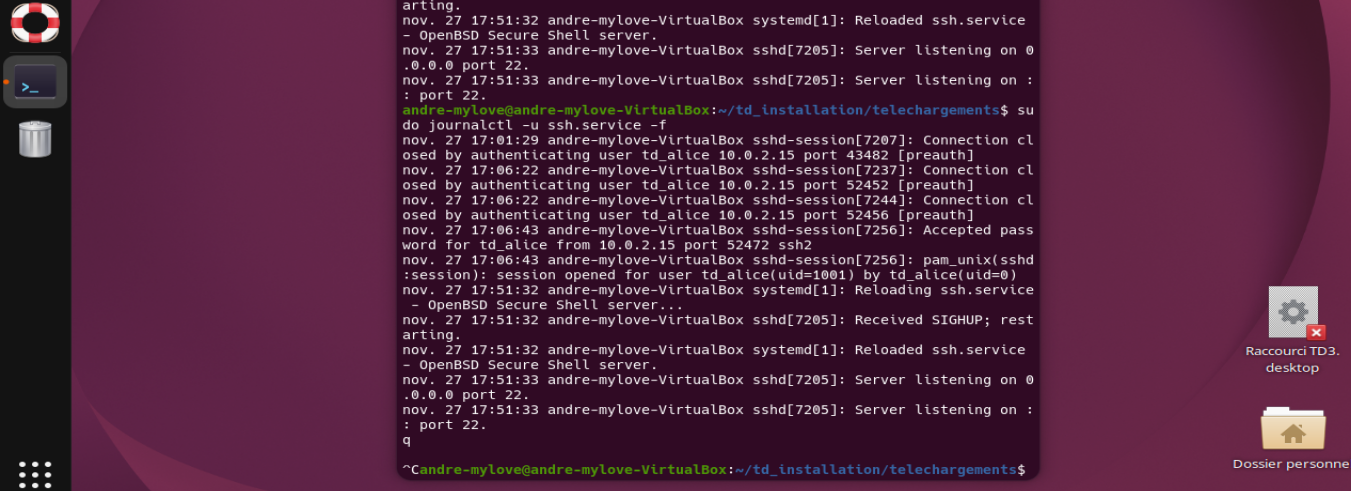 arting.
nov. 27 17:51:32 andre-mylove-VirtualBox systemd[1]: Reloaded ssh.service
- OpenBSD Secure Shell server.
nov. 27 17:51:33 andre-mylove-VirtualBox sshd[7205]: Server listening on 0
.0.0.0 port 22.
nov. 27 17:51:33 andre-mylove-VirtualBox sshd[7205]: Server listening on :
: port 22.
andre-mylove@andre-mylove-VirtualBox:~/td_installation/telechargements$ su
do journalctl -u ssh.service -f
nov. 27 17:01:29 andre-mylove-VirtualBox sshd-session[7207]: Connection cl
osed by authenticating user td_alice 10.0.2.15 port 43482 [preauth]
nov. 27 17:06:22 andre-mylove-VirtualBox sshd-session[7237]: Connection cl
osed by authenticating user td_alice 10.0.2.15 port 52452 [preauth]
nov. 27 17:06:22 andre-mylove-VirtualBox sshd-session[7244]: Connection cl
osed by authenticating user td_alice 10.0.2.15 port 52456 [preauth]
nov. 27 17:06:43 andre-mylove-VirtualBox sshd-session[7256]: Accepted pass
word for td_alice from 10.0.2.15 port 52472 ssh2
nov. 27 17:06:43 andre-mylove-VirtualBox sshd-session[7256]: pam_unix(sshd
:session): session opened for user td_alice(uid=1001) by td_alice(uid=0)
nov. 27 17:51:32 andre-mylove-VirtualBox systemd[1]: Reloading ssh.service
 - OpenBSD Secure Shell server...
nov. 27 17:51:32 andre-mylove-VirtualBox sshd[7205]: Received SIGHUP; rest
arting.
nov. 27 17:51:32 andre-mylove-VirtualBox systemd[1]: Reloaded ssh.service
- OpenBSD Secure Shell server.
nov. 27 17:51:33 andre-mylove-VirtualBox sshd[7205]: Server listening on 0
.0.0.0 port 22.
nov. 27 17:51:33 andre-mylove-VirtualBox sshd[7205]: Server listening on :
: port 22.
q
^Candre-mylove@andre-mylove-VirtualBox:~/td_installation/telechargements$
>_
Raccourci TD3.
desktop
Dossier personne